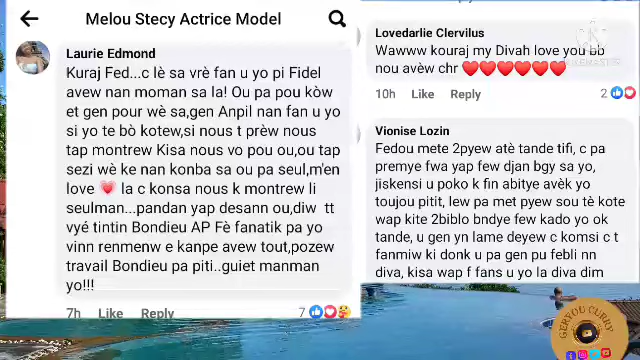 Melou Stecy Actrice Model
Laurie Edmond
Kuraj Fed...c lè sa vrè fan u yo pi Fidel
avew nan moman sa la! Ou pa pou kòw
et gen pour wè sa,gen Anpil nan fan u yo
si yo te bò kotew,si nous t prèw nous
tap montrew Kisa nous vo pou ou,ou tap
sezi wè ke nan konba sa ou pa seul,m'en
love 💗 la c konsa nous k montrew li
seulman...pandan yap desann ou,diw tt
vyé tintin Bondieu AP Fè fanatik pa yo
vinn renmenw e kanpe avew tout,pozew
travail Bondieu pa piti..guiet manman
yo!!!
7h Like Reply 7
Lovedarlie Clervilus
Wawww kouraj my Divah love you bb
nou avèw chr ❤️❤️❤️❤️❤️❤️
10h Like Reply 2
Vionise Lozin
Fedou mete 2pyew atè tande tifi, c pa
premye fwa yap few djan bgy sa yo,
jiskensi u poko k fin abitye avèk yo
toujou pitit, lew pa met pyew sou tè kote
wap kite 2biblo bndye few kado yo ok
tande, u gen yn lame deyew c komsi c t
fanmiw ki donk u pa gen pu febli nn
diva, kisa wap f fans u yo la diva dim
GERYOU CURRY